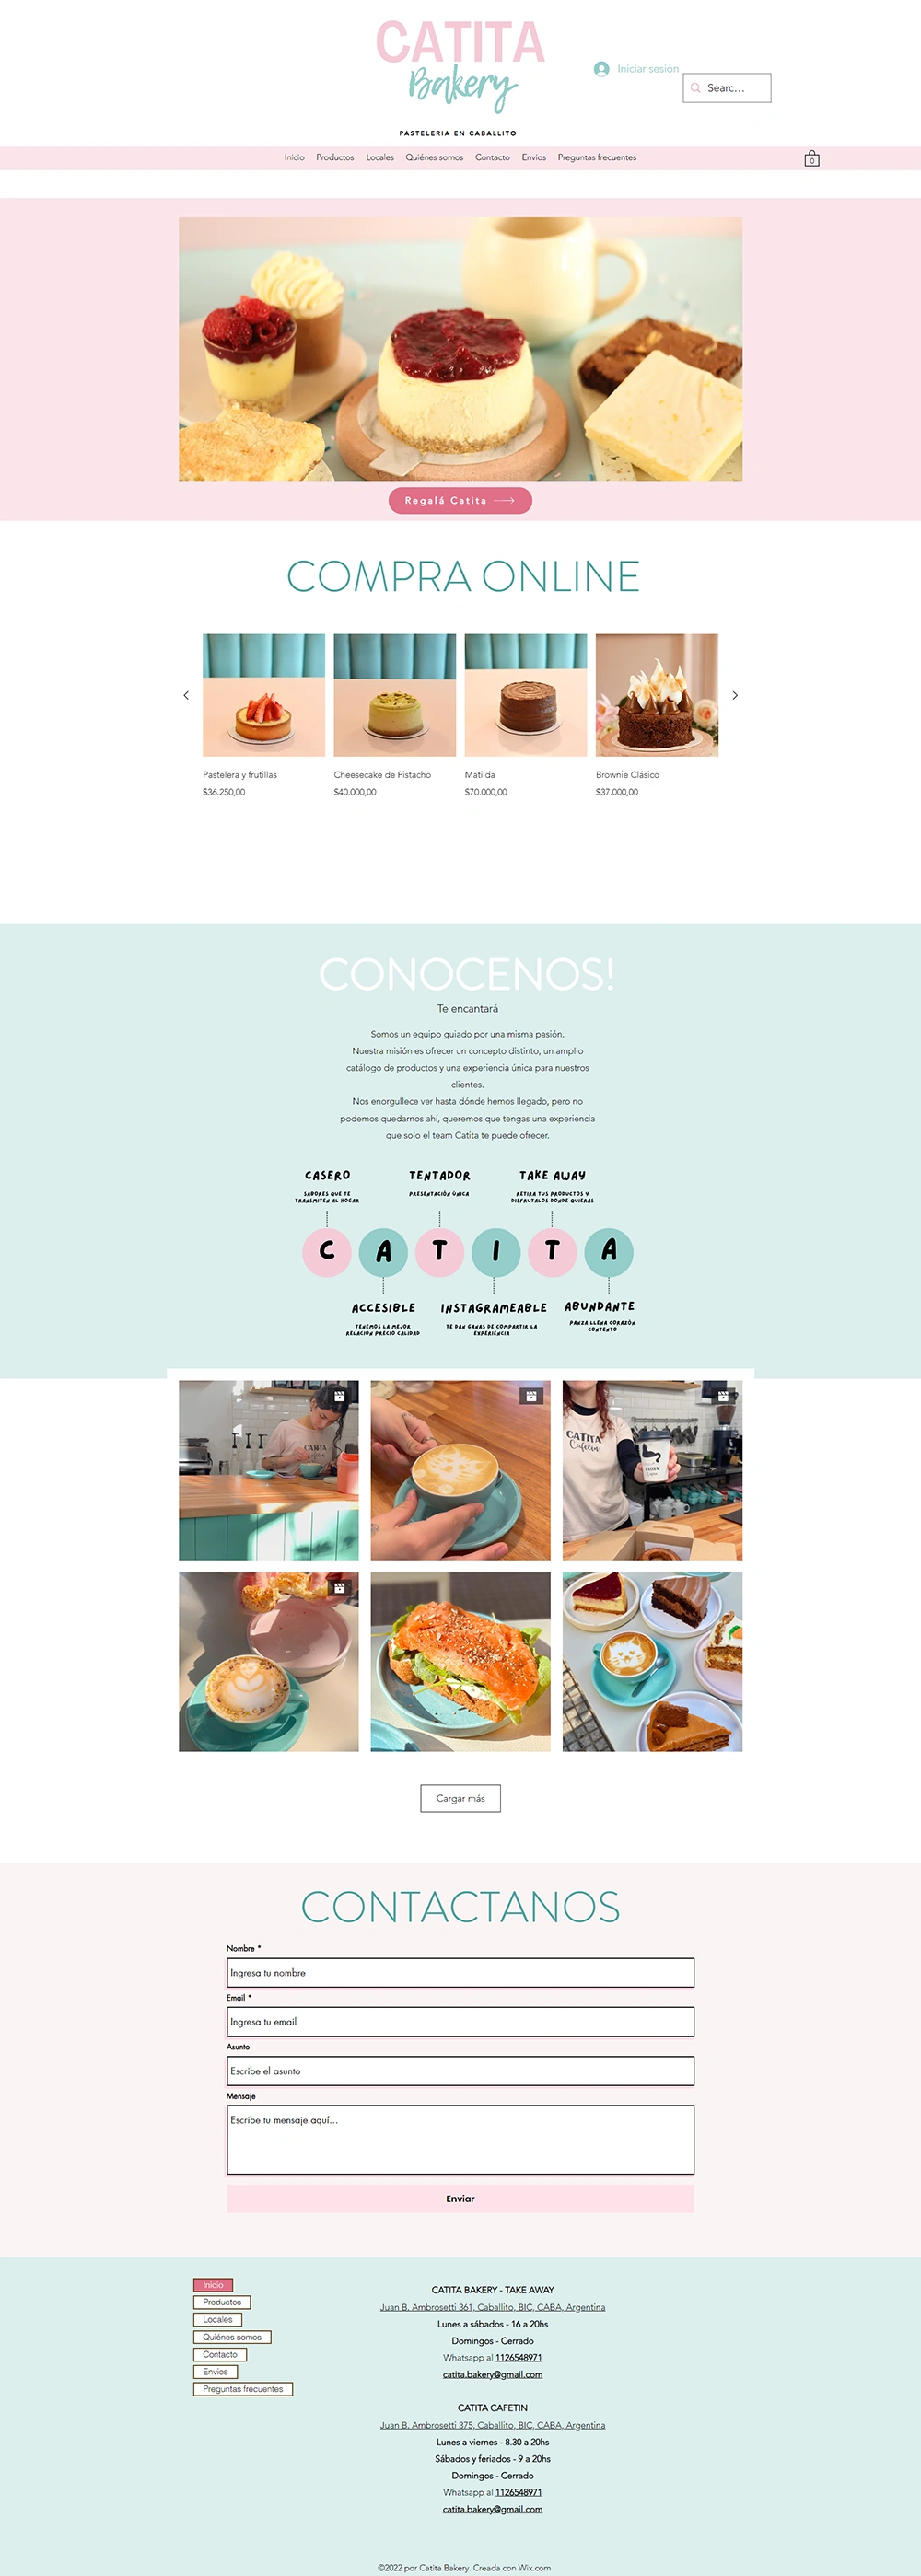 CATITA
Bakery
PASTELERIA EN CABALLITO
Iniciar sesión
Searc...
Inicio Productos Locales Quiénes somos Contacto Envios Preguntas frecuentes
0
Regalá Catita
COMPRA ONLINE
Pastelera y frutillas
$36.250,00
Cheesecake de Pistacho
$40.000,00
Matilda
$70.000,00
Brownie Clásico
$37.000,00
CONOCENOS!
Te encantará
Somos un equipo guiado por una misma pasión.
Nuestra misión es ofrecer un concepto distinto, un amplio
catálogo de productos y una experiencia única para nuestros
clientes.
Nos enorgullece ver hasta dónde hemos llegado, pero no
podemos quedarnos ahí, queremos que tengas una experiencia
que solo el team Catita te puede ofrecer.
CASERO
SABORES QUE TE
TRANSMITEN AL HOGAR
TENTADOR
PRESENTACIÓN ÚNICA
TAKE AWAY
RETIRA TUS PRODUCTOS Y
DISFRUTALOS DONDE QUIERAS
C A T I T A
ACCESIBLE
TENEMOS LA MEJOR
RELACIÓN PRECIO CALIDAD
INSTAGRAMEABLE
TE DAN GANAS DE COMPARTIR LA
EXPERIENCIA
ABUNDANTE
PANZA LLENA CORAZÓN
CONTENTO
CATITA
CATITA
Cafetin
Cargar más
CONTACTANOS
Nombre *
Ingresa tu nombre
Email *
Ingresa tu email
Asunto
Escribe el asunto
Mensaje
Escribe tu mensaje aquí...
Enviar
Inicio
Productos
Locales
Quiénes somos
Contacto
Envios
Preguntas frecuentes
CATITA BAKERY - TAKE AWAY
Juan B. Ambrosetti 361, Caballito, BIC, CABA, Argentina
Lunes a sábados - 16 a 20hs
Domingos - Cerrado
Whatsapp al 1126548971
catita.bakery@gmail.com
CATITA CAFETIN
Juan B. Ambrosetti 375, Caballito, BIC, CABA, Argentina
Lunes a viernes - 8.30 a 20hs
Sábados y feriados - 9 a 20hs
Domingos - Cerrado
Whatsapp al 1126548971
catita.bakery@gmail.com
©2022 por Catita Bakery. Creada con Wix.com